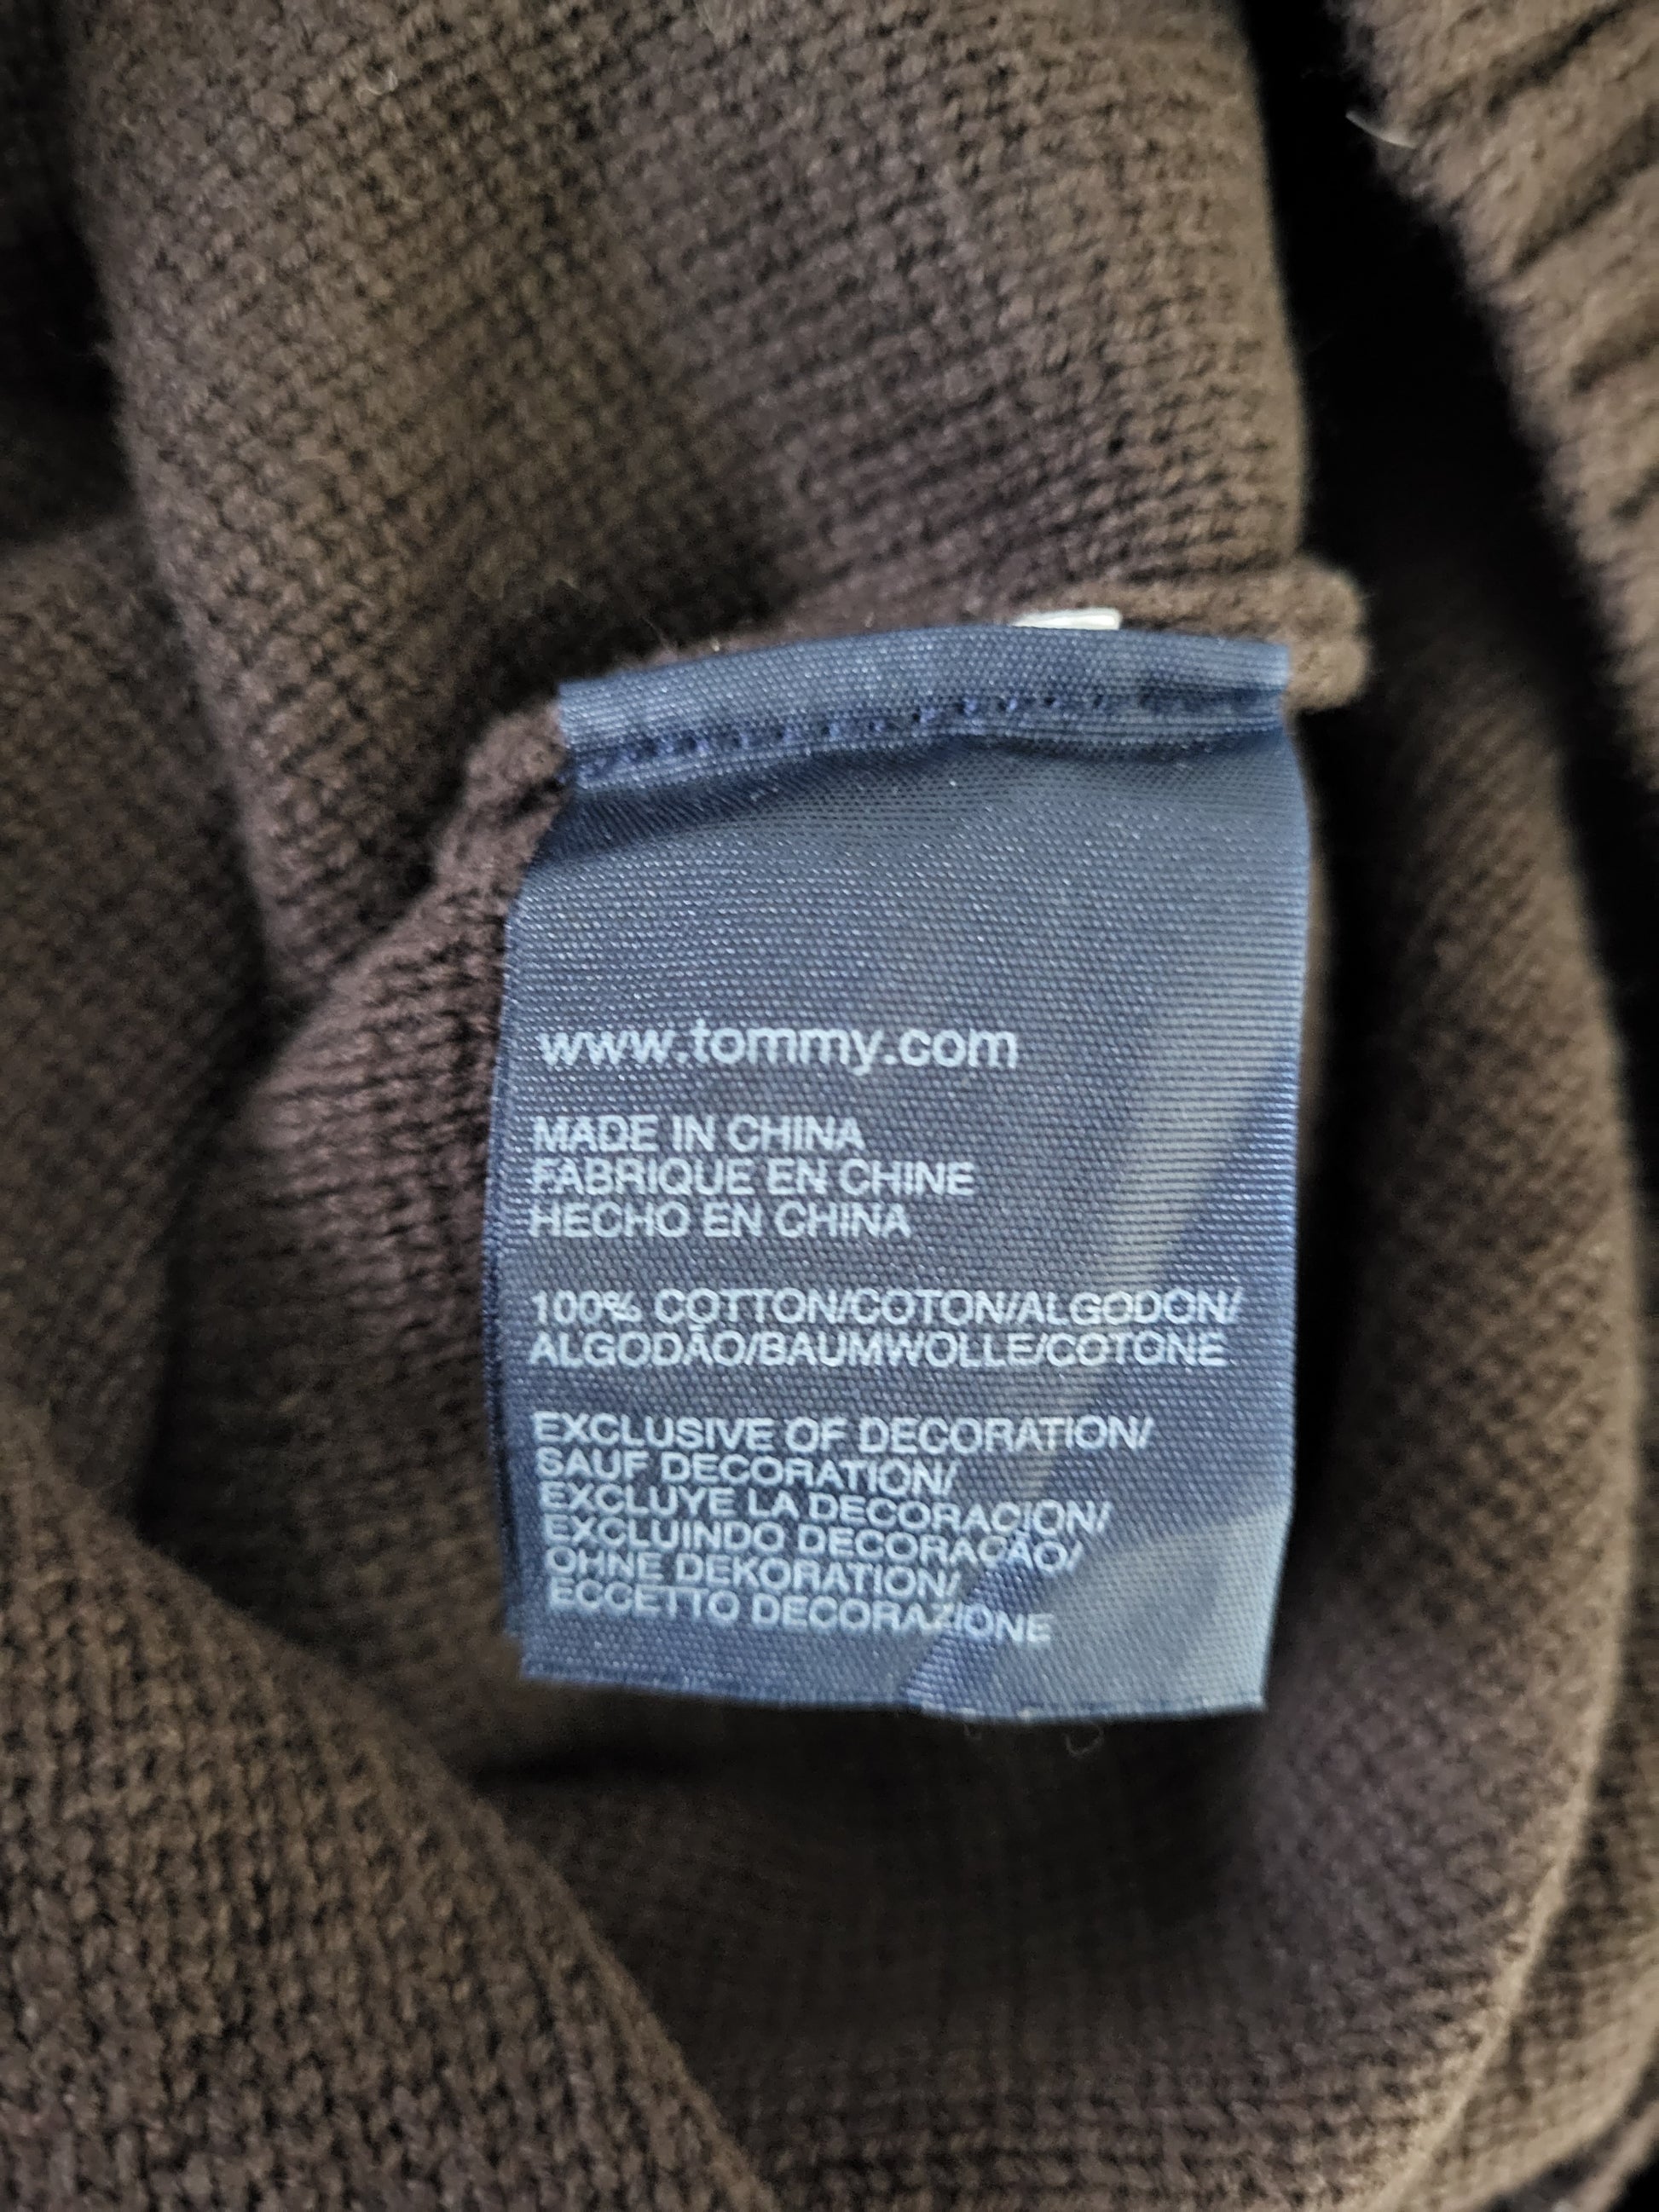 www.tommy.com
MADE IN CHINA
FABRIQUE EN CHINE
HECHO EN CHINA
100% COTTON/COTON/ALGODON/
ALGODÃO/BAUMWOLLE/COTONE
EXCLUSIVE OF DECORATION/
SAUF DECORATION/
EXCLUYE LA DECORACION/
EXCLUINDO DECORAÇÃO/
OHNE DEKORATION/
ECCETTO DECORAZIONE